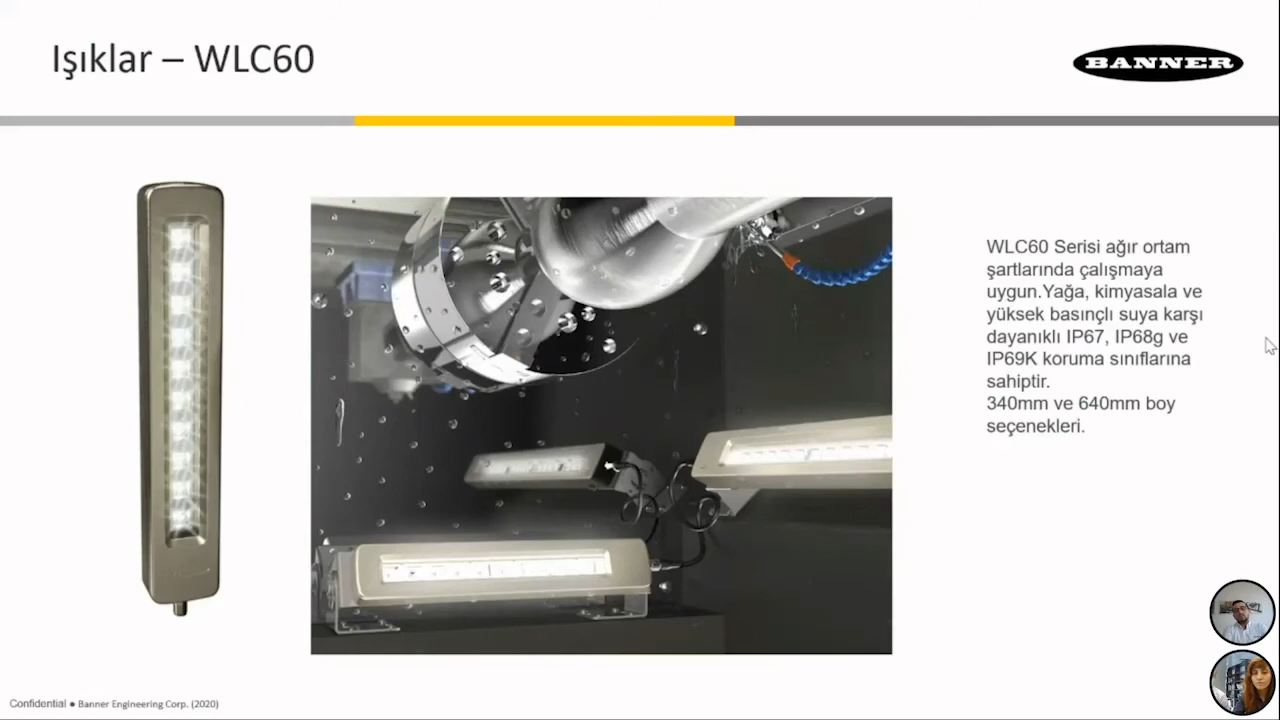 Işıklar – WLC60
BANNER
WLC60 Serisi ağır ortam
şartlarında çalışmaya
uygun.Yağa, kimyasala ve
yüksek basınçlı suya karşı
dayanıklı IP67, IP68g ve
IP69K koruma sınıflarına
sahiptir.
340mm ve 640mm boy
seçenekleri.
Confidential ● Banner Engineering Corp. (2020)